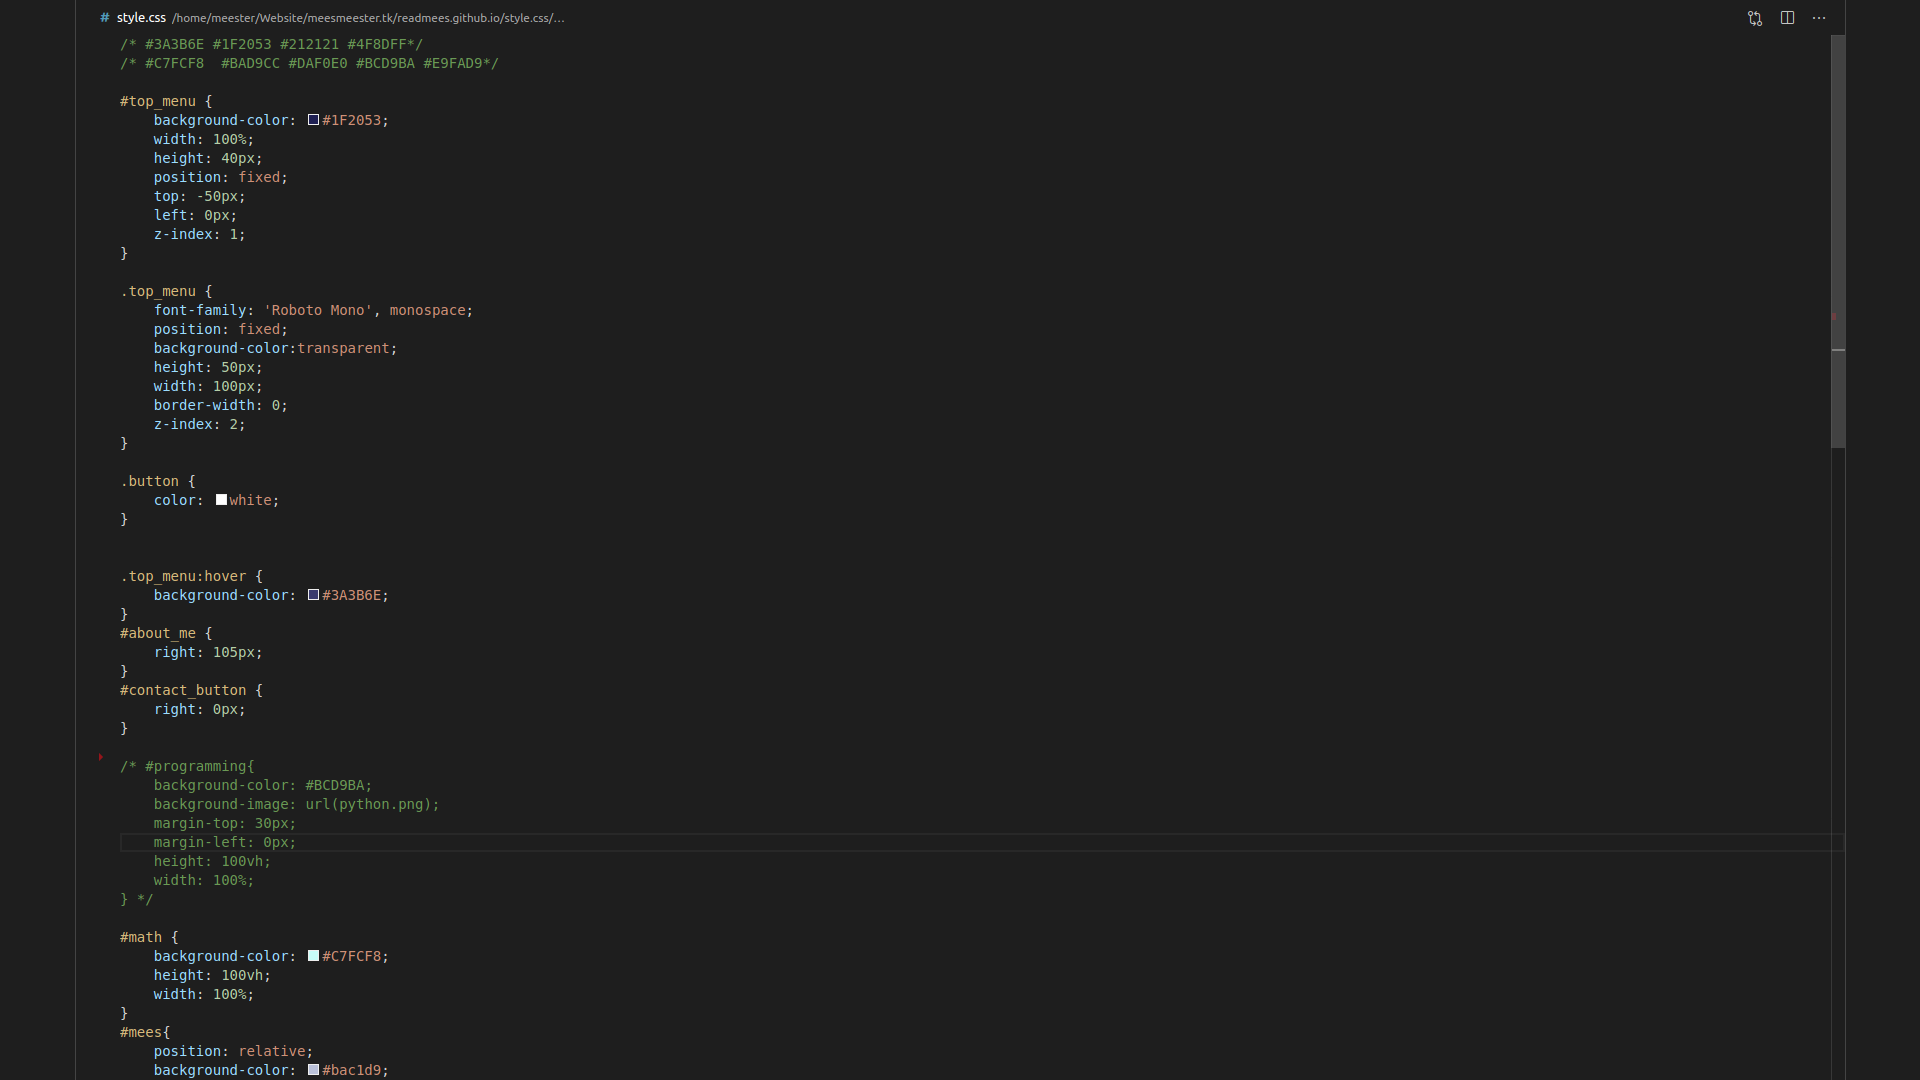 # style.css /home/meester/Website/meesmeester.tk/readmees.github.io/style.css/...
/* #3A3B6E #1F2053 #212121 #4F8DFF*/
/* #C7FCF8  #BAD9CC #DAF0E0 #BCD9BA #E9FAD9*/
#top_menu {
    background-color: #1F2053;
    width: 100%;
    height: 40px;
    position: fixed;
    top: -50px;
    left: 0px;
    z-index: 1;
}
.top_menu {
    font-family: 'Roboto Mono', monospace;
    position: fixed;
    background-color:transparent;
    height: 50px;
    width: 100px;
    border-width: 0;
    z-index: 2;
}
.button {
    color: white;
}
.top_menu:hover {
    background-color: #3A3B6E;
}
#about_me {
    right: 105px;
}
#contact_button {
    right: 0px;
}
/* #programming{
    background-color: #BCD9BA;
    background-image: url(python.png);
    margin-top: 30px;
    margin-left: 0px;
    height: 100vh;
    width: 100%;
} */
#math {
    background-color: #C7FCF8;
    height: 100vh;
    width: 100%;
}
#mees{
    position: relative;
    background-color: #bac1d9;